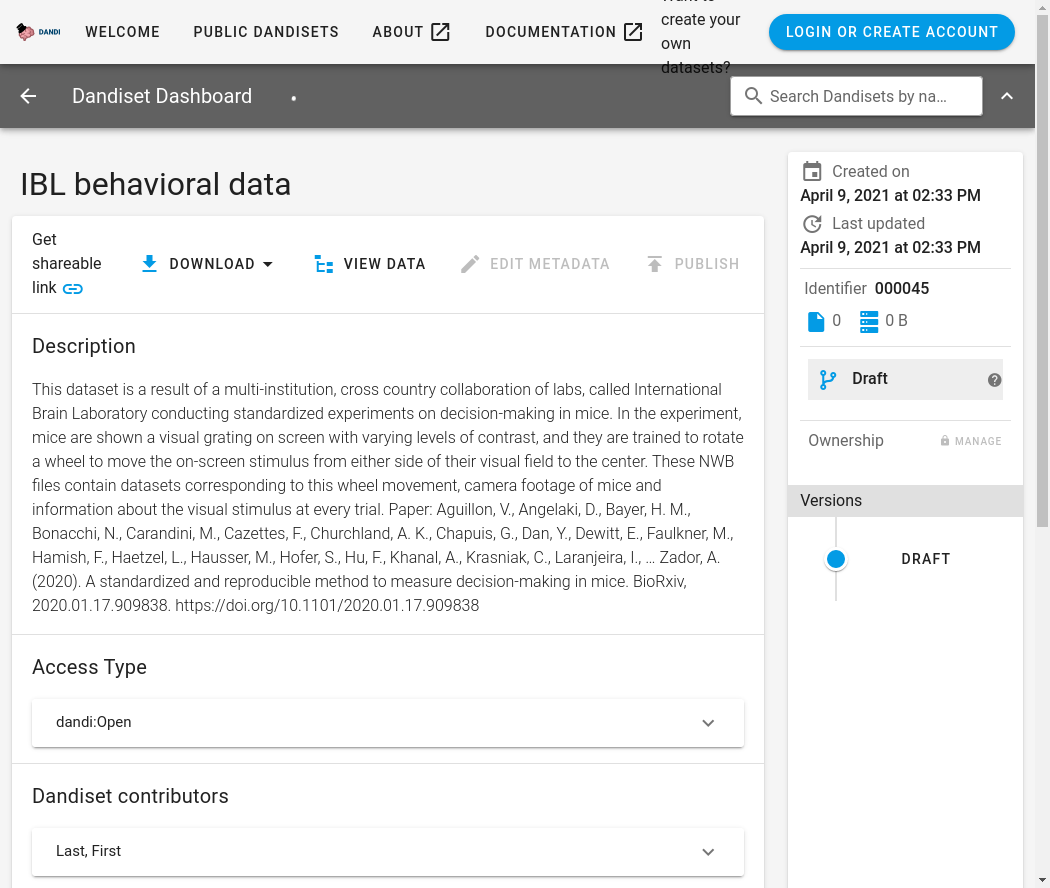 DANDI
WELCOME
PUBLIC DANDISETS
ABOUT
DOCUMENTATION
create your
own
datasets?
LOGIN OR CREATE ACCOUNT
Dandiset Dashboard
Search Dandisets by na…
IBL behavioral data
Get
shareable
link
DOWNLOAD
VIEW DATA
EDIT METADATA
PUBLISH
Description
This dataset is a result of a multi-institution, cross country collaboration of labs, called International
Brain Laboratory conducting standardized experiments on decision-making in mice. In the experiment,
mice are shown a visual grating on screen with varying levels of contrast, and they are trained to rotate
a wheel to move the on-screen stimulus from either side of their visual field to the center. These NWB
files contain datasets corresponding to this wheel movement, camera footage of mice and
information about the visual stimulus at every trial. Paper: Aguillon, V., Angelaki, D., Bayer, H. M.,
Bonacchi, N., Carandini, M., Cazettes, F., Churchland, A. K., Chapuis, G., Dan, Y., Dewitt, E., Faulkner, M.,
Hamish, F., Haetzel, L., Hausser, M., Hofer, S., Hu, F., Khanal, A., Krasniak, C., Laranjeira, I., … Zador, A.
(2020). A standardized and reproducible method to measure decision-making in mice. BioRxiv,
2020.01.17.909838. https://doi.org/10.1101/2020.01.17.909838
Access Type
dandi:Open
Dandiset contributors
Last, First
Created on
April 9, 2021 at 02:33 PM
Last updated
April 9, 2021 at 02:33 PM
Identifier 000045
0
0 B
Draft
Ownership
MANAGE
Versions
DRAFT